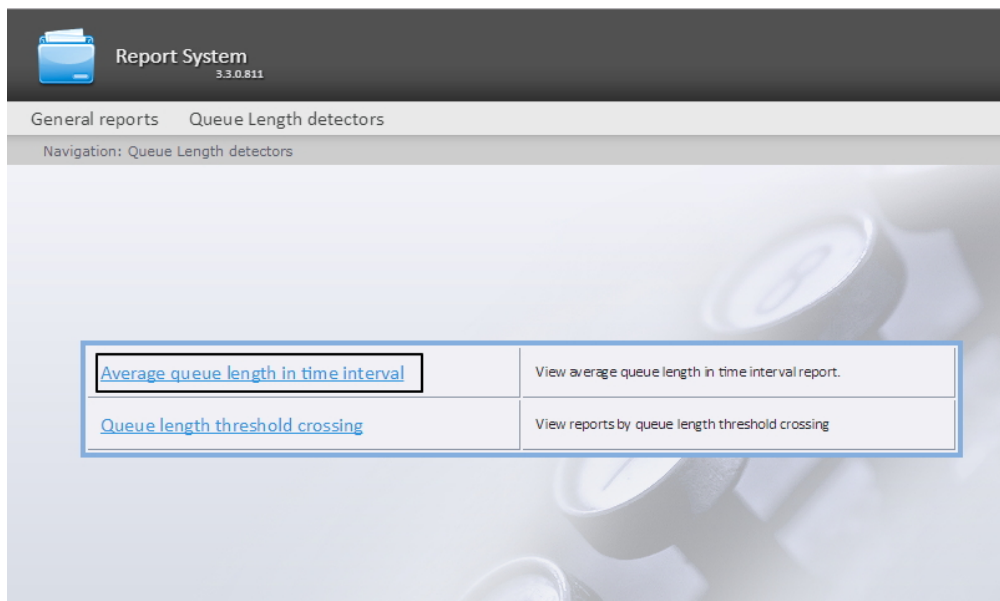 Report System
3.3.0.811
General reports Queue Length detectors
Navigation: Queue Length detectors
Average queue length in time interval View average queue length in time interval report.
Queue length threshold crossing View reports by queue length threshold crossing